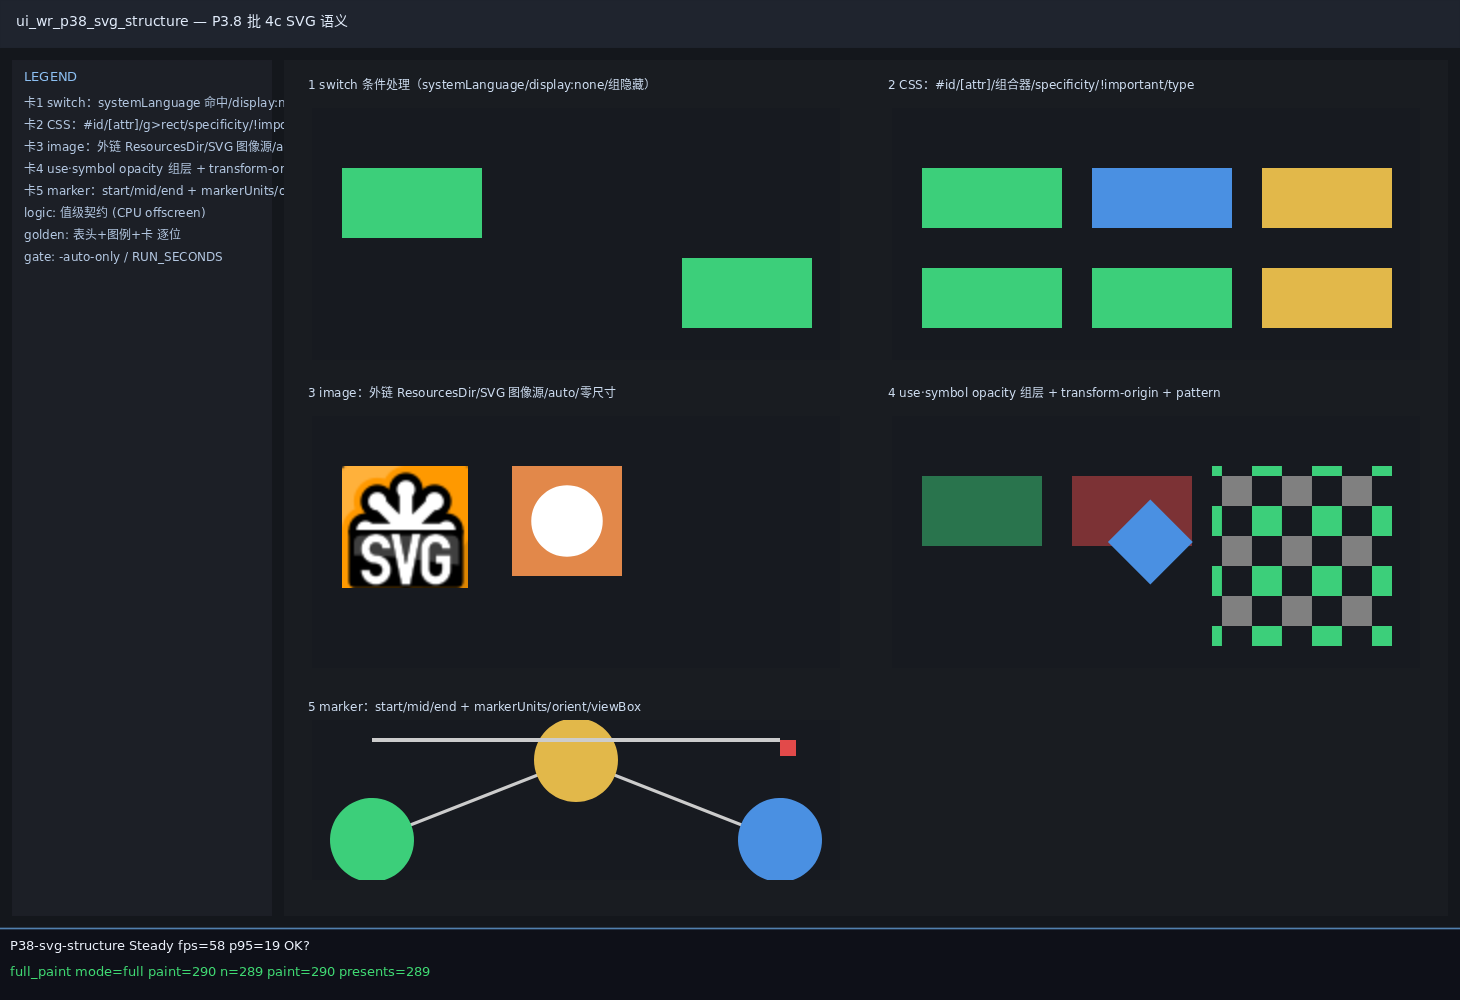 ui_wr_p38_svg_structure — P3.8 批 4c SVG 语义
LEGEND
卡1 switch：systemLanguage 命中/display:n
卡2 CSS：#id/[attr]/g>rect/specificity/!impo
卡3 image：外链 ResourcesDir/SVG 图像源/a
卡4 use·symbol opacity 组层 + transform-or
卡5 marker：start/mid/end + markerUnits/o
logic: 值级契约 (CPU offscreen)
golden: 表头+图例+卡 逐位
gate: -auto-only / RUN_SECONDS
1 switch 条件处理（systemLanguage/display:none/组隐藏）
2 CSS：#id/[attr]/组合器/specificity/!important/type
3 image：外链 ResourcesDir/SVG 图像源/auto/零尺寸
SVG
4 use·symbol opacity 组层 + transform-origin + pattern
5 marker：start/mid/end + markerUnits/orient/viewBox
P38-svg-structure Steady fps=58 p95=19 OK?
full_paint mode=full paint=290 n=289 paint=290 presents=289